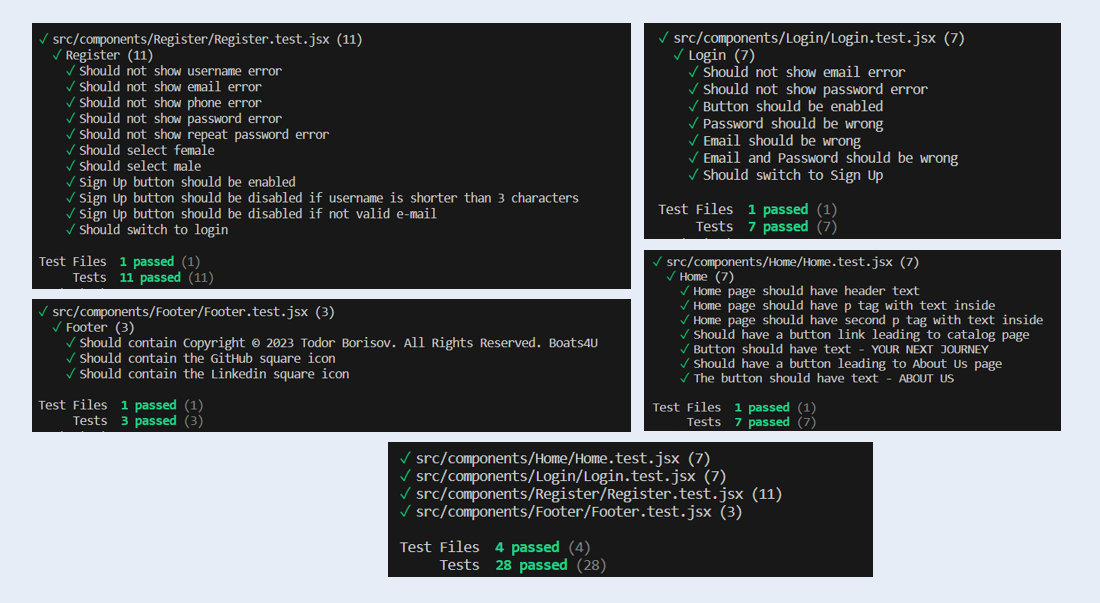 ✓ src/components/Register/Register.test.jsx (11)
✓ Register (11)
✓ Should not show username error
✓ Should not show email error
✓ Should not show phone error
✓ Should not show password error
✓ Should not show repeat password error
✓ Should select female
✓ Should select male
✓ Sign Up button should be enabled
✓ Sign Up button should be disabled if username is shorter than 3 characters
✓ Sign Up button should be disabled if not valid e-mail
✓ Should switch to login
Test Files 1 passed (1)
Tests 11 passed (11)
✓ src/components/Footer/Footer.test.jsx (3)
✓ Footer (3)
✓ Should contain Copyright © 2023 Todor Borisov. All Rights Reserved. Boats4U
✓ Should contain the GitHub square icon
✓ Should contain the Linkedin square icon
Test Files 1 passed (1)
Tests 3 passed (3)
✓ src/components/Login/Login.test.jsx (7)
✓ Login (7)
✓ Should not show email error
✓ Should not show password error
✓ Button should be enabled
✓ Password should be wrong
✓ Email should be wrong
✓ Email and Password should be wrong
✓ Should switch to Sign Up
Test Files 1 passed (1)
Tests 7 passed (7)
✓ src/components/Home/Home.test.jsx (7)
✓ Home (7)
✓ Home page should have header text
✓ Home page should have p tag with text inside
✓ Home page should have second p tag with text inside
✓ Should have a button link leading to catalog page
✓ Button should have text - YOUR NEXT JOURNEY
✓ Should have a button leading to About Us page
✓ The button should have text - ABOUT US
Test Files 1 passed (1)
Tests 7 passed (7)
✓ src/components/Home/Home.test.jsx (7)
✓ src/components/Login/Login.test.jsx (7)
✓ src/components/Register/Register.test.jsx (11)
✓ src/components/Footer/Footer.test.jsx (3)
Test Files 4 passed (4)
Tests 28 passed (28)